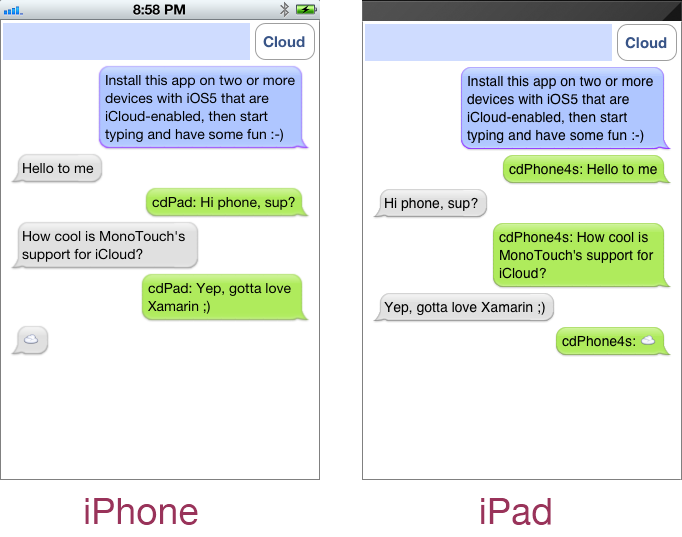 8:58 PM
Cloud
Install this app on two or more
devices with iOS5 that are
iCloud-enabled, then start
typing and have some fun :-)
Hello to me
cdPad: Hi phone, sup?
How cool is MonoTouch's
support for iCloud?
cdPad: Yep, gotta love
Xamarin ;)
☁️
iPhone
Cloud
Install this app on two or more
devices with iOS5 that are
iCloud-enabled, then start
typing and have some fun :-)
cdPhone4s: Hello to me
Hi phone, sup?
cdPhone4s: How cool is
MonoTouch's support for
iCloud?
Yep, gotta love Xamarin ;)
cdPhone4s: ☁️
iPad